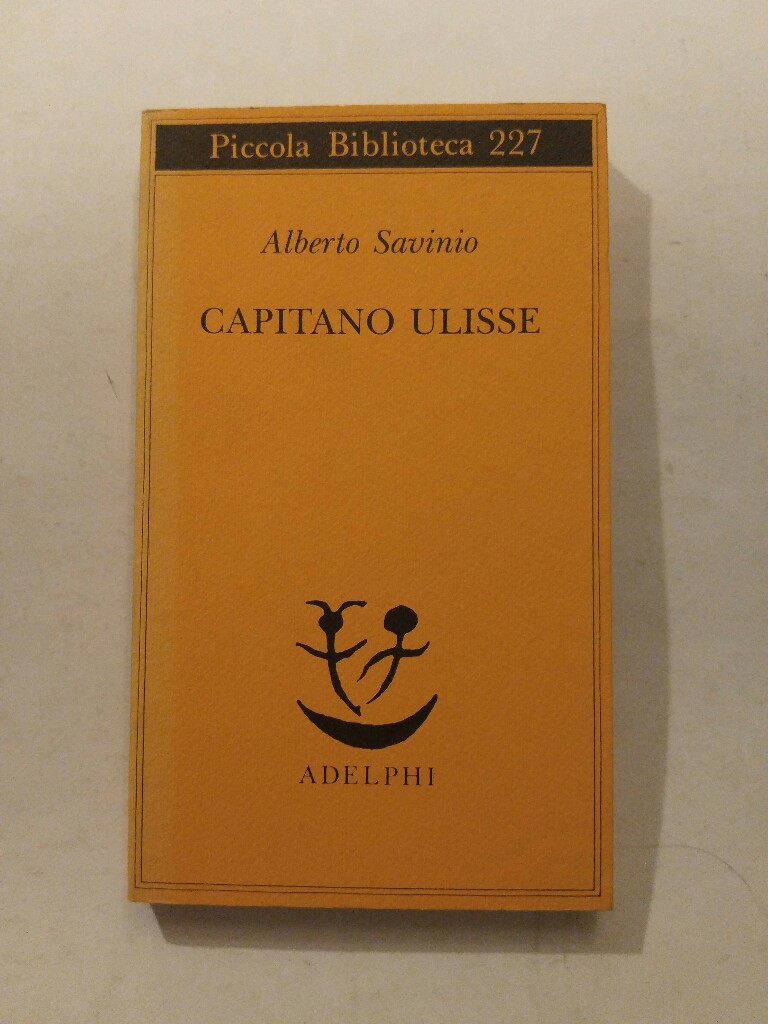 Piccola Biblioteca 227
Alberto Savinio
CAPITANO ULISSE
ADELPHI